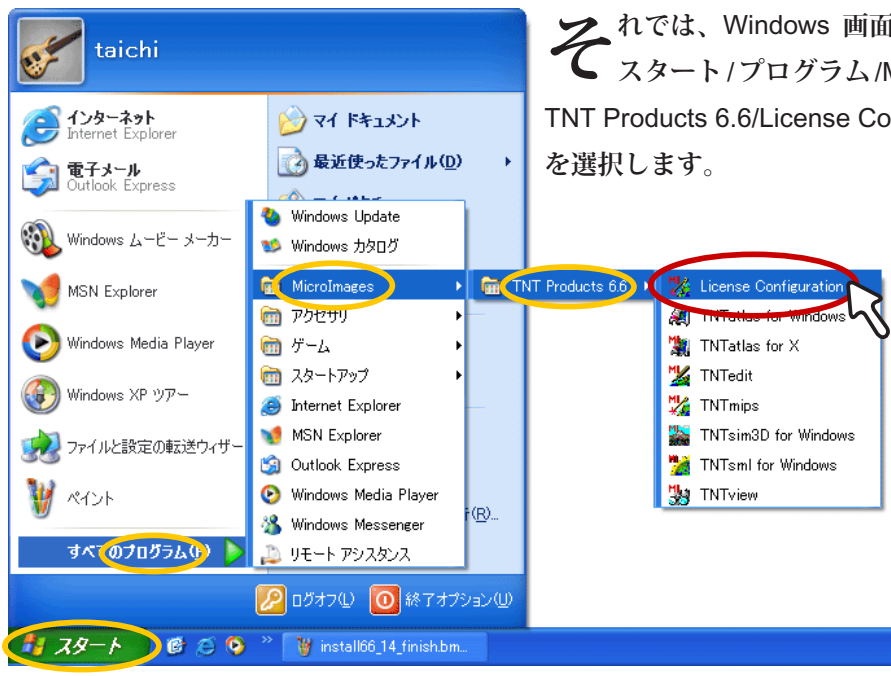 それでは、Windows 画面
スタート/プログラム/M
TNT Products 6.6/License Co
を選択します。
taichi
インターネット
Internet Explorer
電子メール
Outlook Express
Windows ムービー メーカー
MSN Explorer
Windows Media Player
Windows XP ツアー
ファイルと設定の転送ウィザー
ペイント
すべてのプログラム(P)
マイ ドキュメント
最近使ったファイル(D)
Windows Update
Windows カタログ
MicroImages
アクセサリ
ゲーム
スタートアップ
Internet Explorer
MSN Explorer
Outlook Express
Windows Media Player
Windows Messenger
リモート アシスタンス
TNT Products 6.6
License Configuration
TNTatlas for Windows
TNTatlas for X
TNTedit
TNTmips
TNTsim3D for Windows
TNTsml for Windows
TNTview
(R)...
ログオフ(L)
終了オプション(U)
スタート
install66_14_finish.bm...